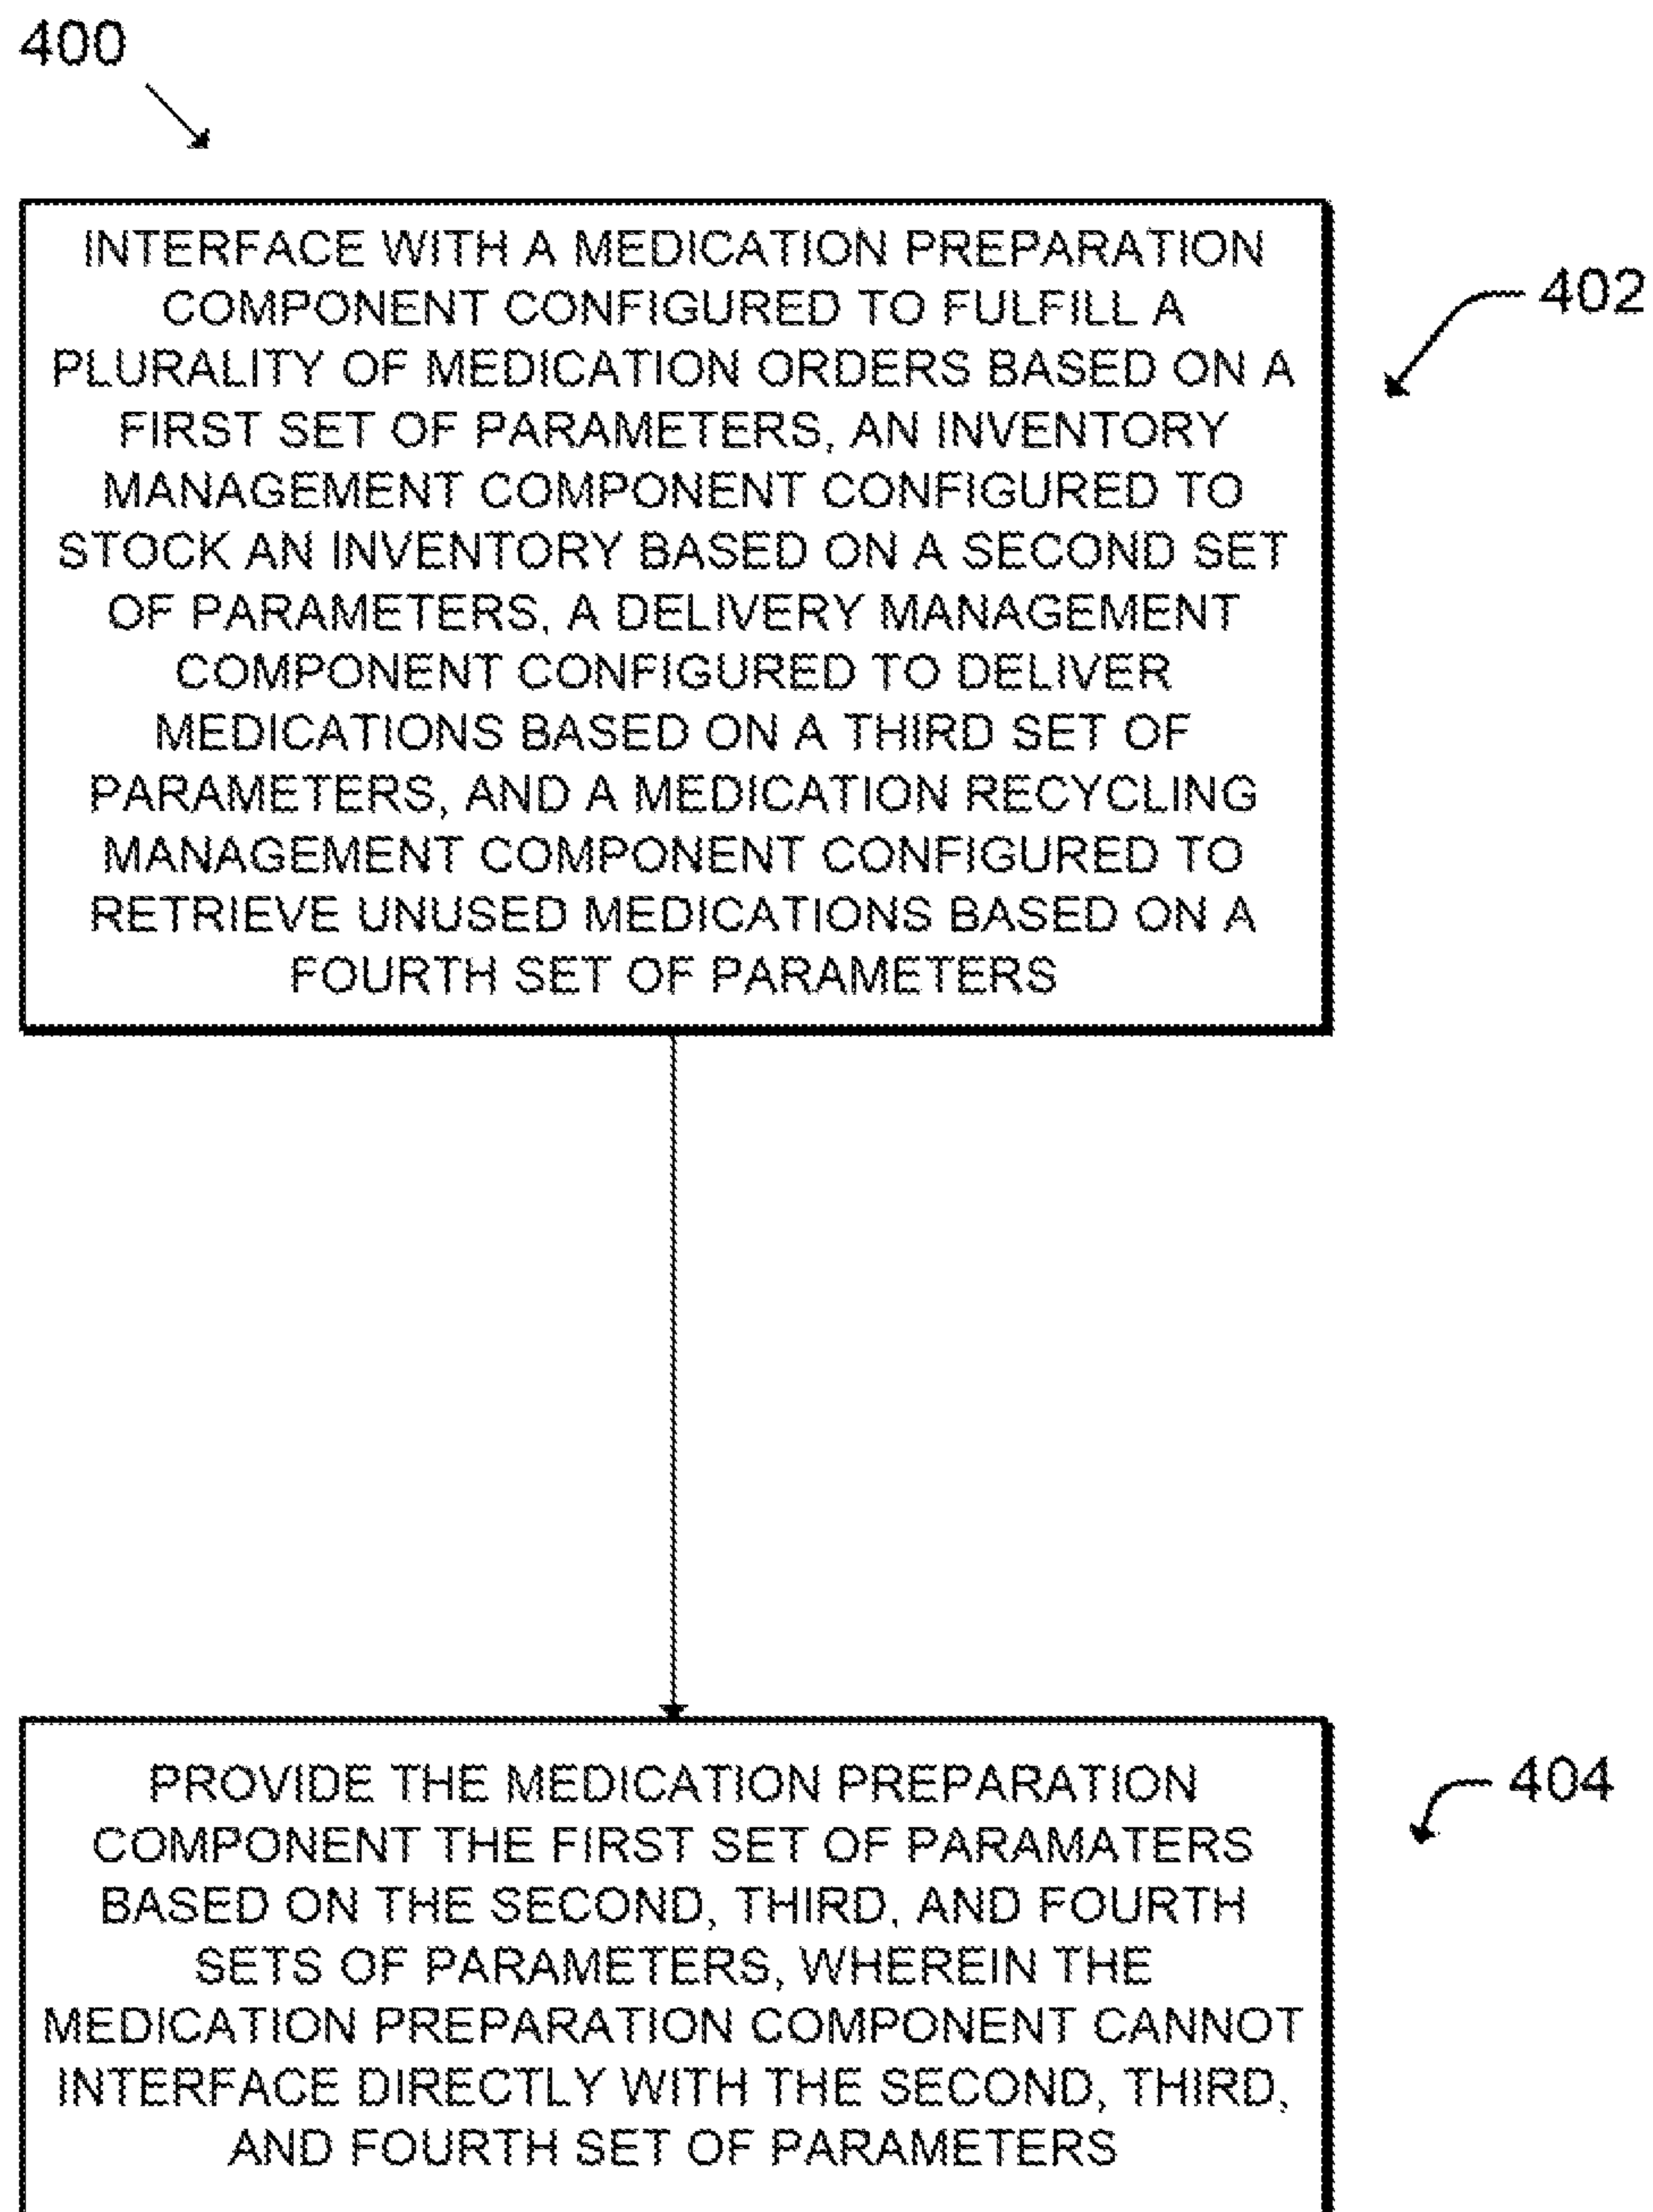 400
INTERFACE WITH A MEDICATION PREPARATION
COMPONENT CONFIGURED TO FULFILL A
PLURALITY OF MEDICATION ORDERS BASED ON A
FIRST SET OF PARAMETERS, AN INVENTORY
MANAGEMENT COMPONENT CONFIGURED TO
STOCK AN INVENTORY BASED ON A SECOND SET
OF PARAMETERS, A DELIVERY MANAGEMENT
COMPONENT CONFIGURED TO DELIVER
MEDICATIONS BASED ON A THIRD SET OF
PARAMETERS, AND A MEDICATION RECYCLING
MANAGEMENT COMPONENT CONFIGURED TO
RETRIEVE UNUSED MEDICATIONS BASED ON A
FOURTH SET OF PARAMETERS
402
PROVIDE THE MEDICATION PREPARATION
COMPONENT THE FIRST SET OF PARAMATERS
BASED ON THE SECOND, THIRD, AND FOURTH
SETS OF PARAMETERS, WHEREIN THE
MEDICATION PREPARATION COMPONENT CANNOT
INTERFACE DIRECTLY WITH THE SECOND, THIRD,
AND FOURTH SET OF PARAMETERS
404